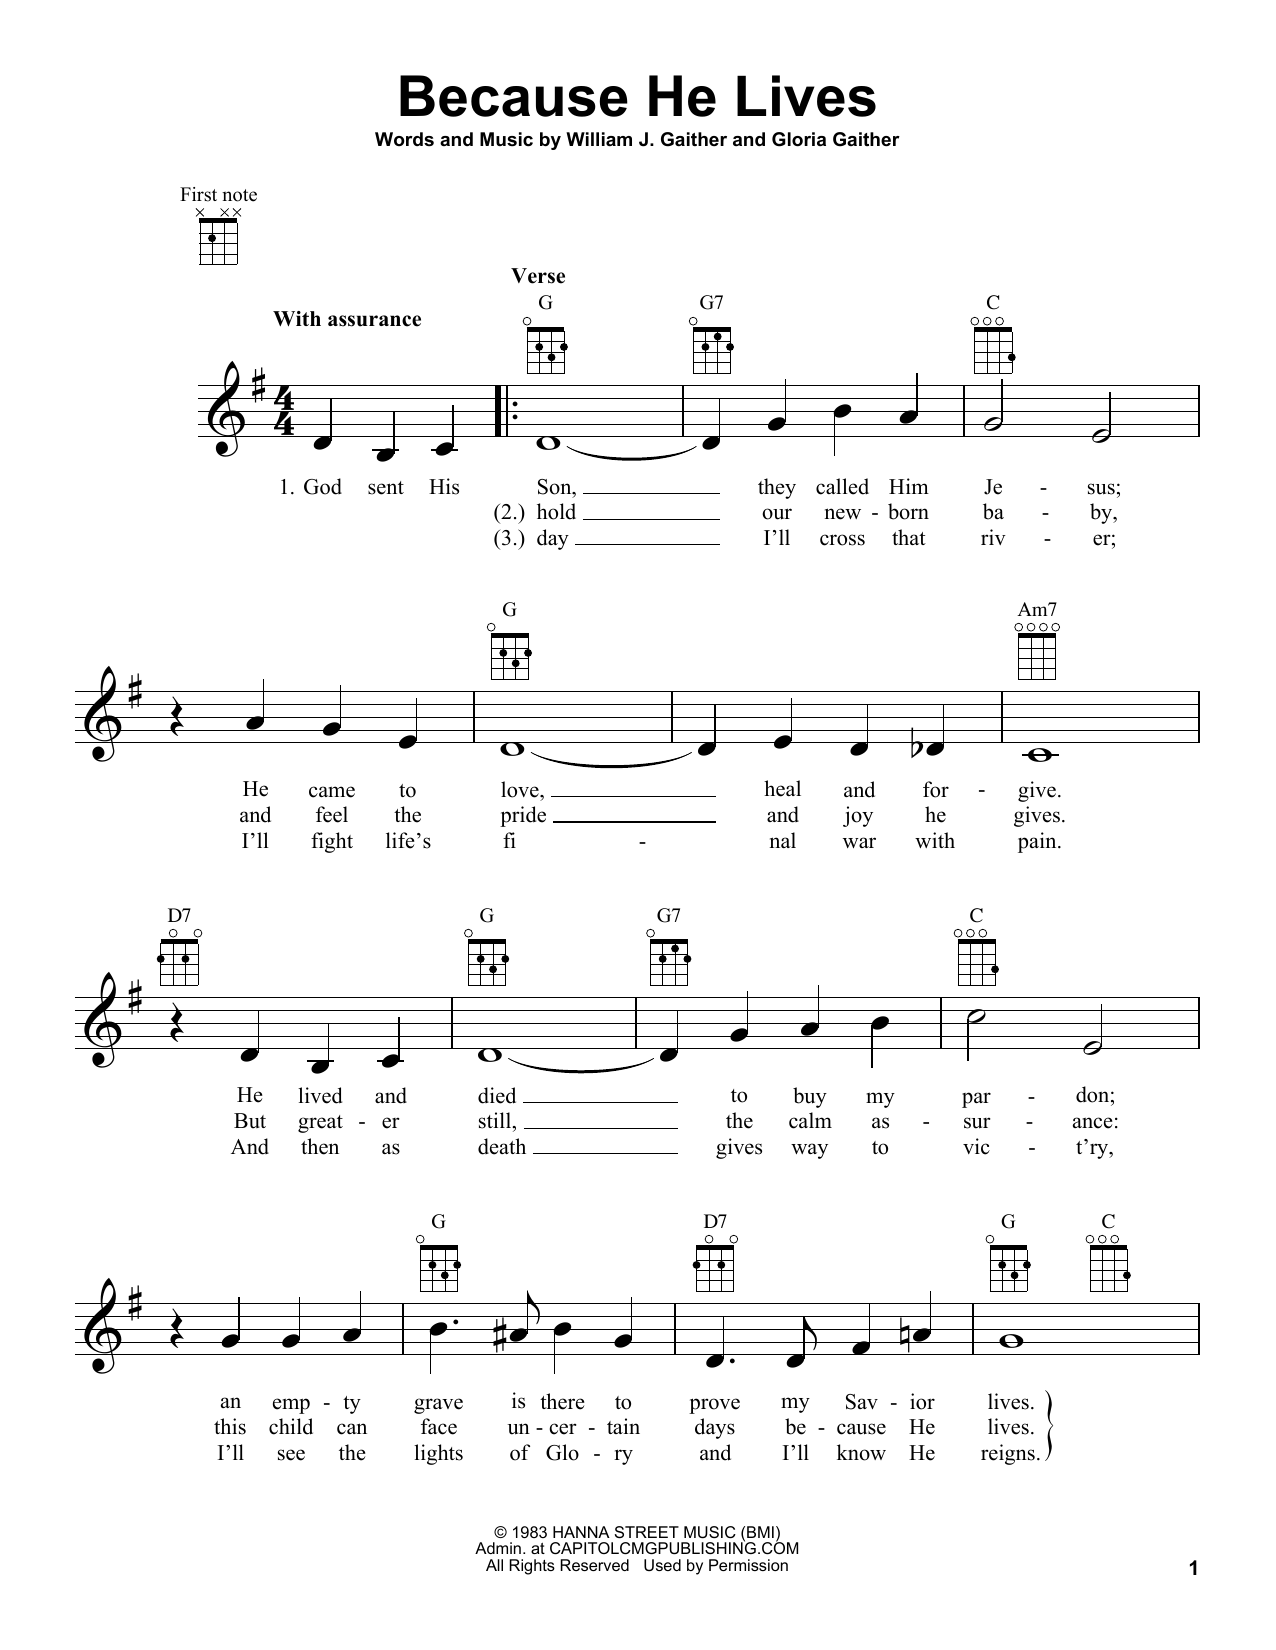 Because He Lives
Words and Music by William J. Gaither and Gloria Gaither
First note
Verse
With assurance
G G7 C
1. God sent His Son, they called Him Je - sus;
(2.) hold our new - born ba - by,
(3.) day I'll cross that riv - er;
G Am7
He came to love, heal and for - give.
and feel the pride and joy he gives.
I'll fight life's fi - nal war with pain.
D7 G G7 C
He lived and died to buy my par - don;
But great - er still, the calm as - sur - ance:
And then as death gives way to vic - t'ry,
G D7 G C
an emp - ty grave is there to prove my Sav - ior lives.
this child can face un - cer - tain days be - cause He lives.
I'll see the lights of Glo - ry and I'll know He reigns.
© 1983 HANNA STREET MUSIC (BMI)
Admin. at CAPITOLCMGPUBLISHING.COM
All Rights Reserved Used by Permission
1